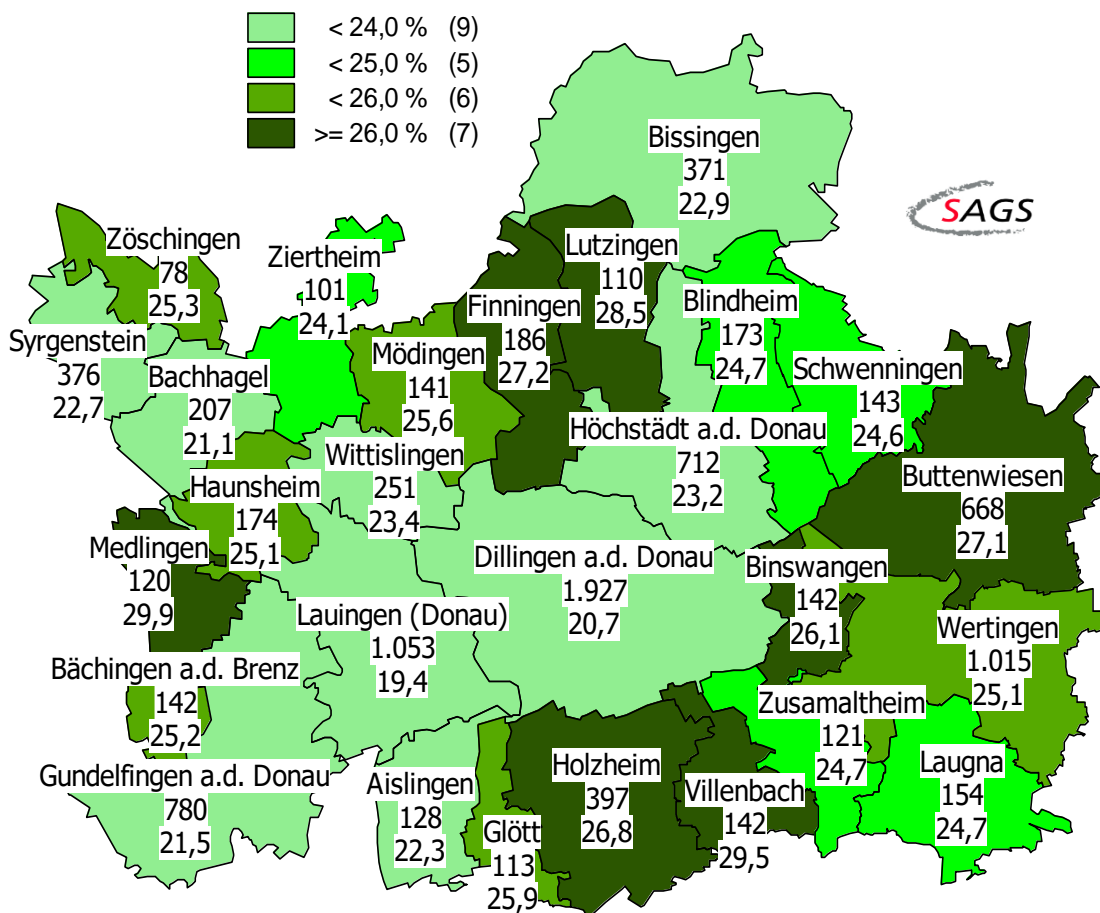 < 24,0 % (9)
< 25,0 % (5)
< 26,0 % (6)
>= 26,0 % (7)
Bissingen
371
22,9
SAGS
Zöschingen
78
25,3
Ziertheim
101
24,1
Lutzingen
110
28,5
Finningen
186
27,2
Blindheim
173
24,7
Syrgenstein
376
22,7
Bachhagel
207
21,1
Mödingen
141
25,6
Schwenningen
143
24,6
Höchstädt a.d. Donau
712
23,2
Wittislingen
251
23,4
Buttenwiesen
668
27,1
Haunsheim
174
25,1
Medlingen
120
29,9
Dillingen a.d. Donau
1.927
20,7
Binswangen
142
26,1
Lauingen (Donau)
1.053
19,4
Wertingen
1.015
25,1
Bächingen a.d. Brenz
142
25,2
Zusamaltheim
121
24,7
Gundelfingen a.d. Donau
780
21,5
Aislingen
128
22,3
Holzheim
397
26,8
Villenbach
142
29,5
Laugna
154
24,7
Glött
113
25,9